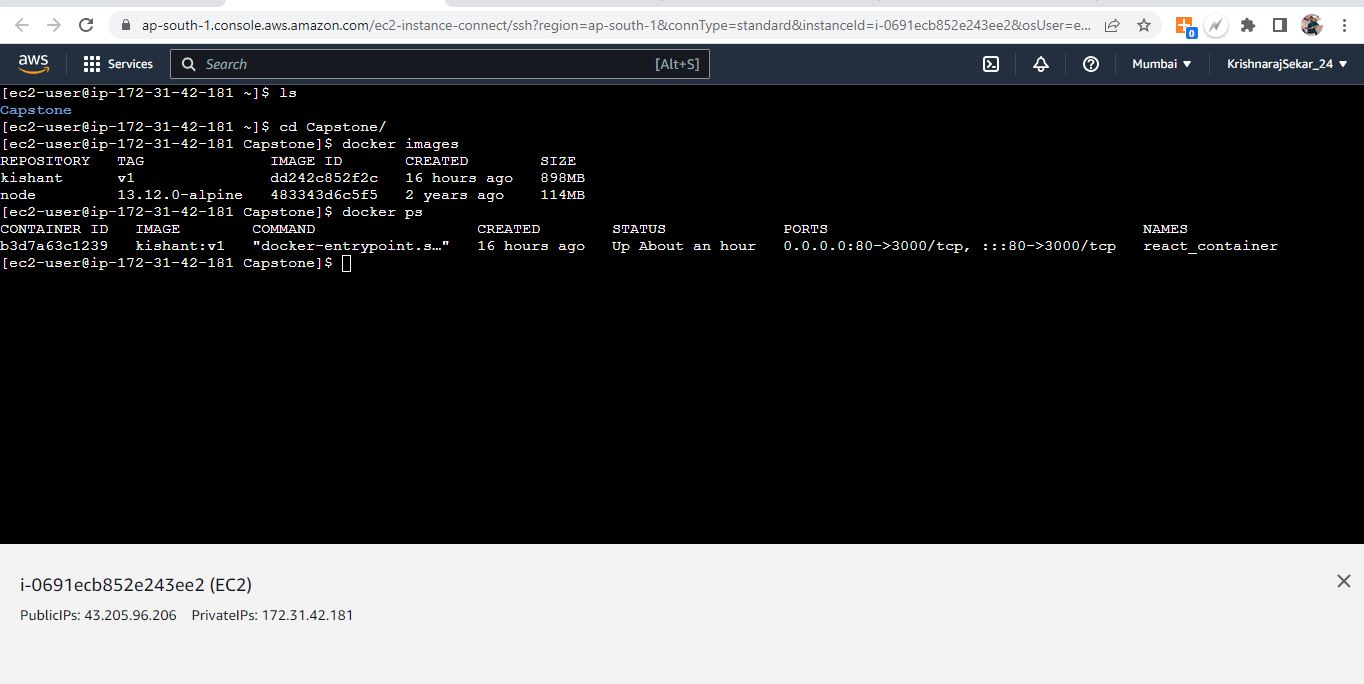 ap-south-1.console.aws.amazon.com/ec2-instance-connect/ssh?region=ap-south-1&connType=standard&instanceId=i-0691ecb852e243ee2&osUser=e...
0
aws Services Search [Alt+S] Mumbai ▼ KrishnarajSekar_24 ▼
[ec2-user@ip-172-31-42-181 ~]$ ls
Capstone
[ec2-user@ip-172-31-42-181 ~]$ cd Capstone/
[ec2-user@ip-172-31-42-181 Capstone]$ docker images
REPOSITORY   TAG              IMAGE ID       CREATED        SIZE
kishant      v1               dd242c852f2c   16 hours ago   898MB
node         13.12.0-alpine   483343d6c5f5   2 years ago    114MB
[ec2-user@ip-172-31-42-181 Capstone]$ docker ps
CONTAINER ID   IMAGE        COMMAND                  CREATED        STATUS             PORTS                                   NAMES
b3d7a63c1239   kishant:v1   "docker-entrypoint.s…"   16 hours ago   Up About an hour   0.0.0.0:80->3000/tcp, :::80->3000/tcp   react_container
[ec2-user@ip-172-31-42-181 Capstone]$
i-0691ecb852e243ee2 (EC2)
PublicIPs: 43.205.96.206 PrivateIPs: 172.31.42.181